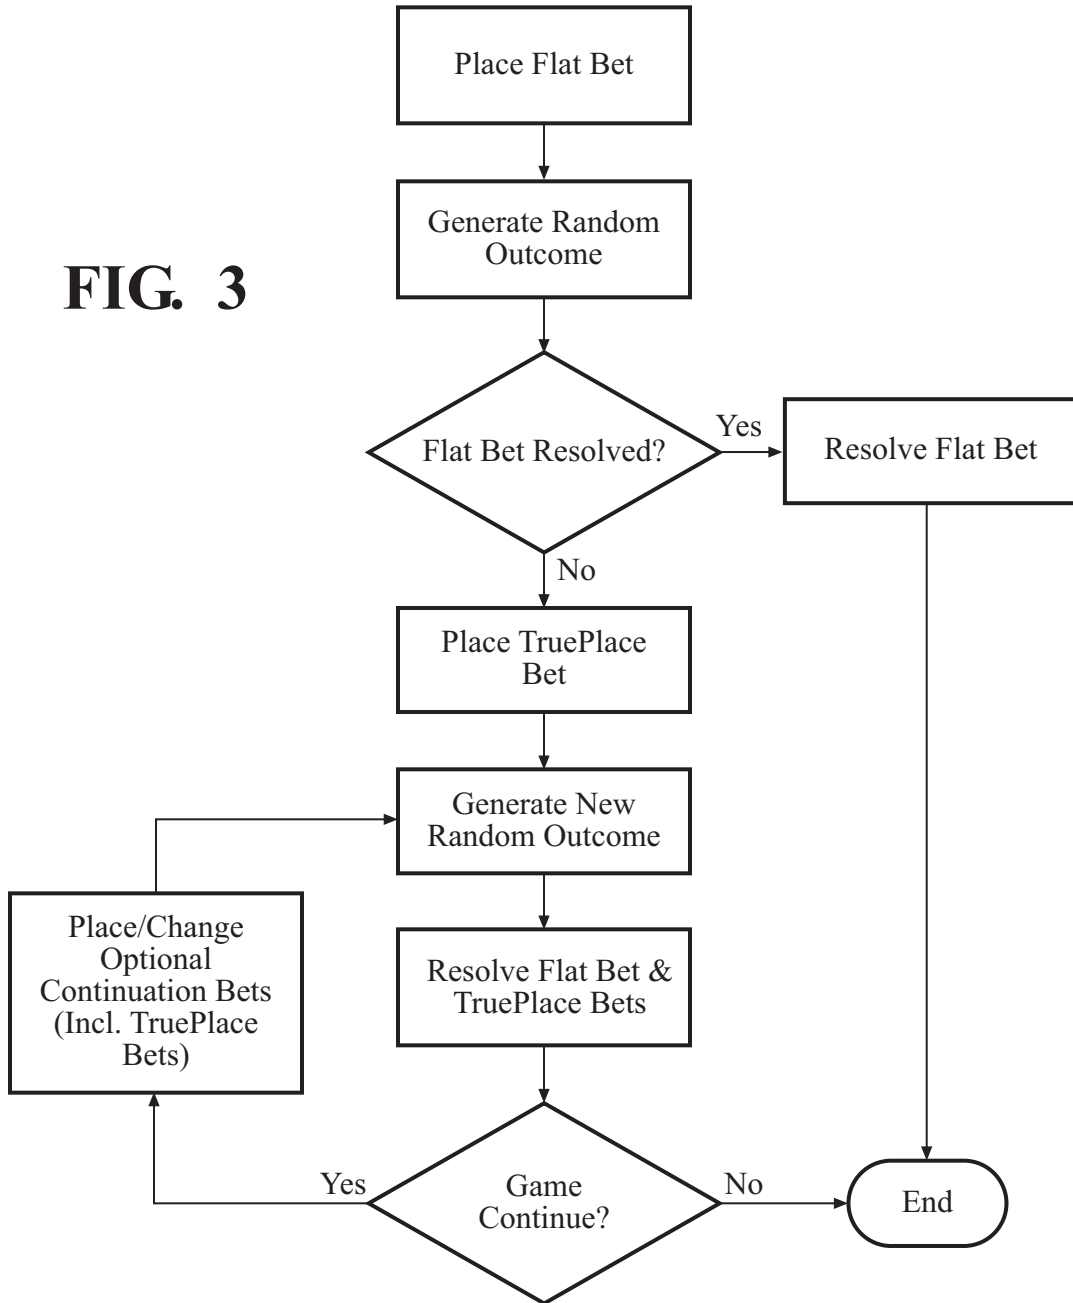 Place Flat Bet
Generate Random
Outcome
FIG. 3
Flat Bet Resolved?
Yes
Resolve Flat Bet
No
Place TruePlace
Bet
Generate New
Random Outcome
Place/Change
Optional
Continuation Bets
(Incl. TruePlace
Bets)
Resolve Flat Bet &
TruePlace Bets
Yes
Game
Continue?
No
End